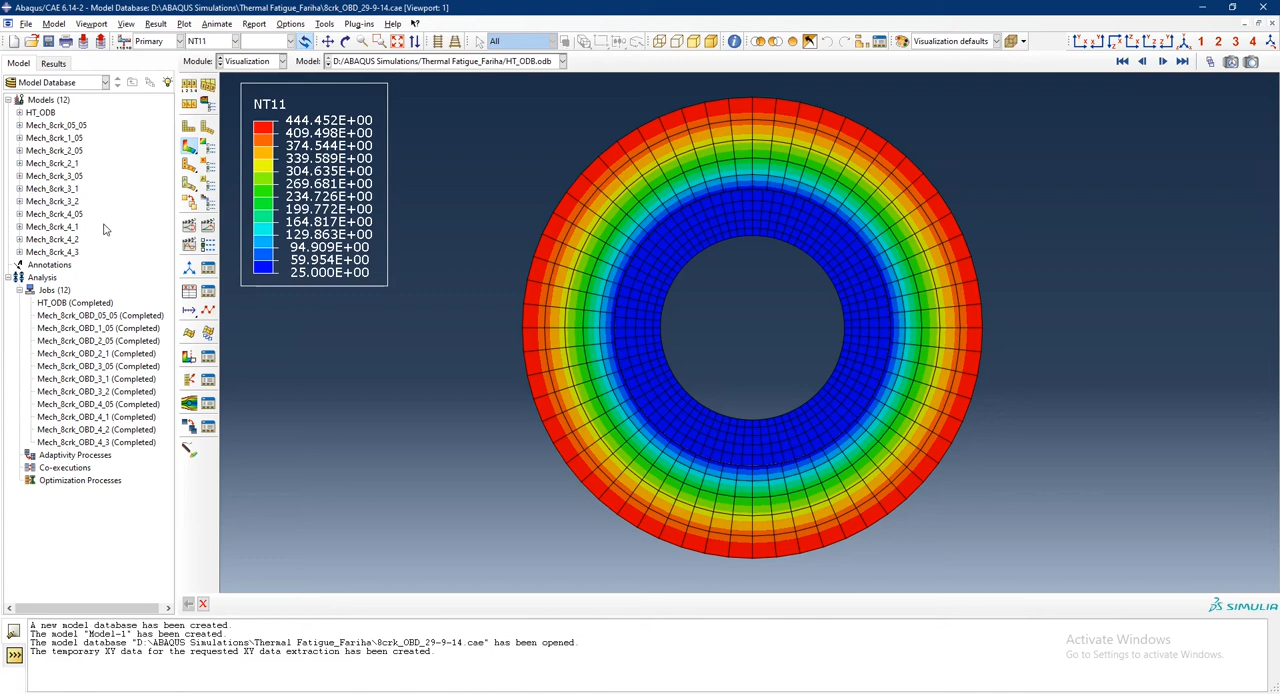 Abaqus/CAE 6.14-2 - Model Database: D:\ABAQUS Simulations\Thermal Fatigue_Fariha\8crk_OBD_29-9-14.cae [Viewport: 1]
File Model Viewport View Result Plot Animate Report Options Tools Plug-ins Help
Primary NT11 All Visualization defaults 1 2 3 4
Model Results Module: Visualization Model: D:/ABAQUS Simulations/Thermal Fatigue_Fariha/HT_ODB.odb
Model Database
Models (12)
HT_ODB
Mech_8crk_05_05
Mech_8crk_1_05
Mech_8crk_2_05
Mech_8crk_2_1
Mech_8crk_3_05
Mech_8crk_3_1
Mech_8crk_3_2
Mech_8crk_4_05
Mech_8crk_4_1
Mech_8crk_4_2
Mech_8crk_4_3
Annotations
Analysis
Jobs (12)
HT_ODB (Completed)
Mech_8crk_OBD_05_05 (Completed)
Mech_8crk_OBD_1_05 (Completed)
Mech_8crk_OBD_2_05 (Completed)
Mech_8crk_OBD_2_1 (Completed)
Mech_8crk_OBD_3_05 (Completed)
Mech_8crk_OBD_3_1 (Completed)
Mech_8crk_OBD_3_2 (Completed)
Mech_8crk_OBD_4_05 (Completed)
Mech_8crk_OBD_4_1 (Completed)
Mech_8crk_OBD_4_2 (Completed)
Mech_8crk_OBD_4_3 (Completed)
Adaptivity Processes
Co-executions
Optimization Processes
NT11
444.452E+00
409.498E+00
374.544E+00
339.589E+00
304.635E+00
269.681E+00
234.726E+00
199.772E+00
164.817E+00
129.863E+00
94.909E+00
59.954E+00
25.000E+00
SIMULIA
A new model database has been created.
The model "Model-1" has been created.
The model database "D:\ABAQUS Simulations\Thermal Fatigue_Fariha\8crk_OBD_29-9-14.cae" has been opened.
The temporary XY data for the requested XY data extraction has been created.
Activate Windows
Go to Settings to activate Windows.